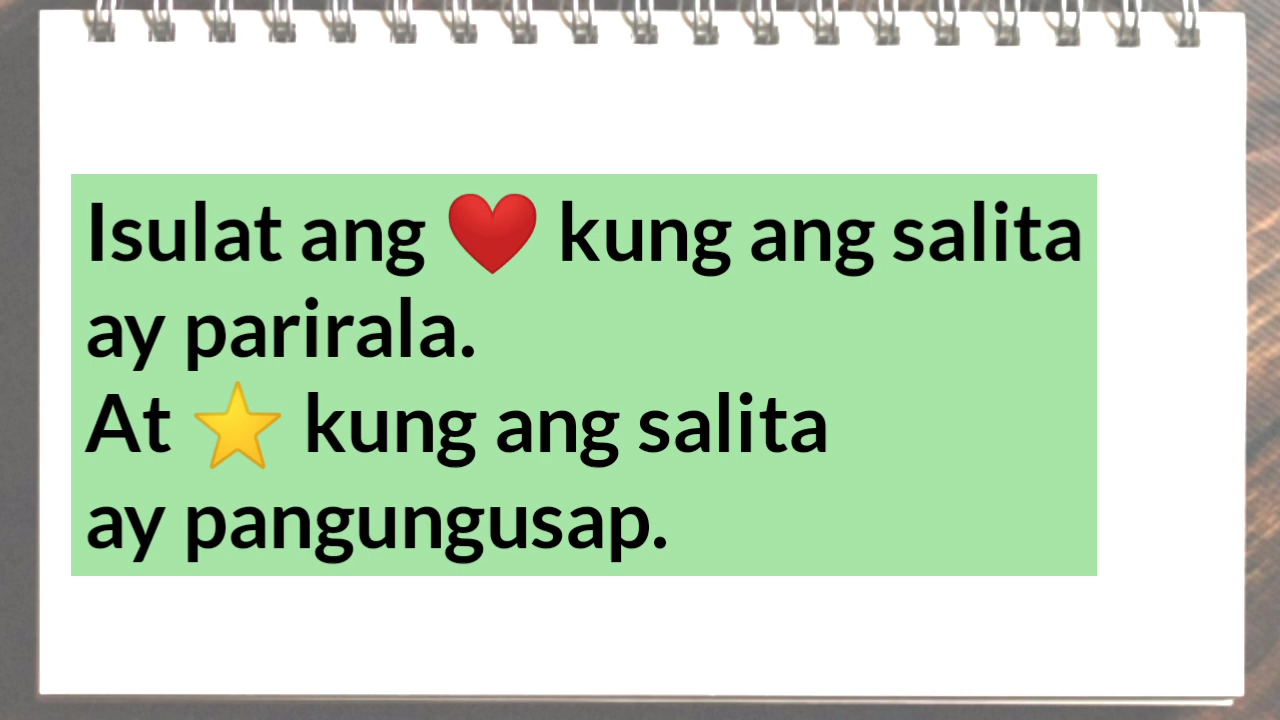 Isulat ang ❤️ kung ang salita
ay parirala.
At ⭐ kung ang salita
ay pangungusap.